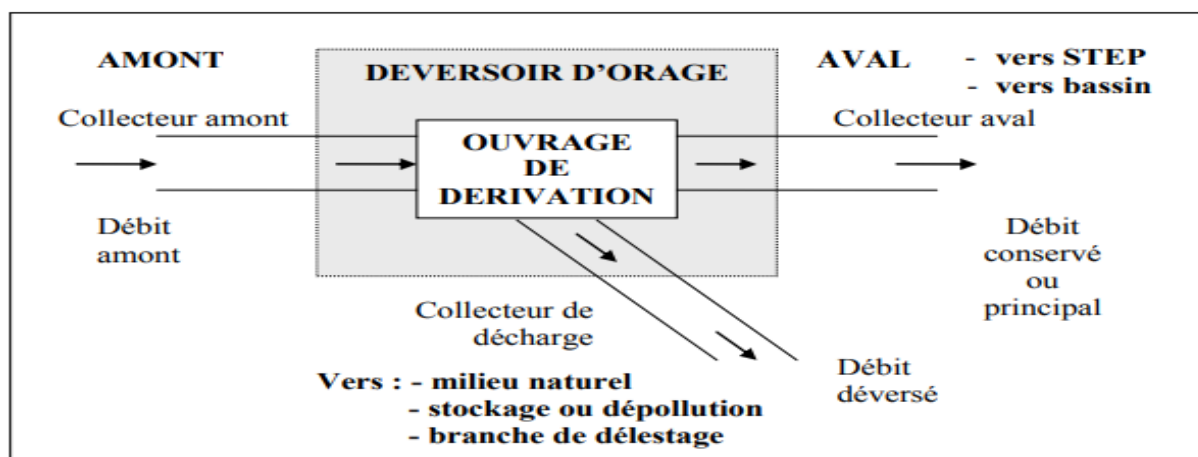 AMONT
DEVERSOIR D'ORAGE
AVAL - vers STEP
- vers bassin
Collecteur amont
Collecteur aval
OUVRAGE
DE
DERIVATION
Débit
amont
Débit
conservé
ou
principal
Collecteur de
décharge
Débit
déversé
Vers : - milieu naturel
- stockage ou dépollution
- branche de délestage